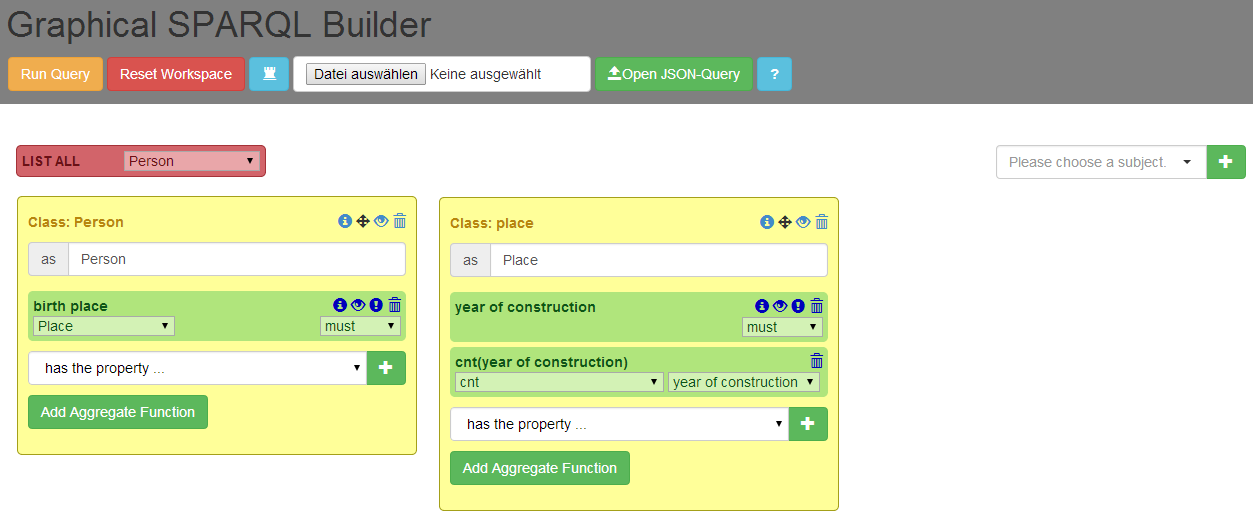 Graphical SPARQL Builder
Run Query Reset Workspace Datei auswählen Keine ausgewählt Open JSON-Query ?
LIST ALL Person Please choose a subject.
Class: Person
as Person
birth place
Place must
has the property ...
Add Aggregate Function
Class: place
as Place
year of construction
must
cnt(year of construction)
cnt year of construction
has the property ...
Add Aggregate Function